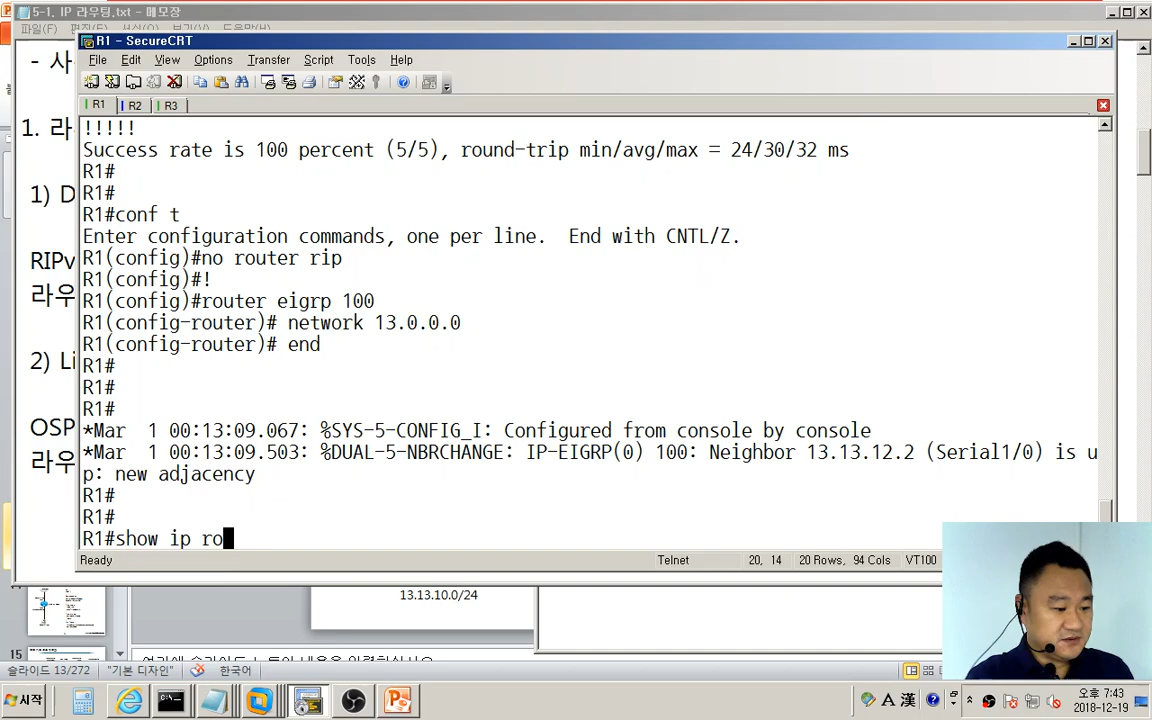 5-1. IP 라우팅.txt - 메모장
R1 - SecureCRT
File Edit View Options Transfer Script Tools Help
R1 R2 R3
- 사
1. 라
1) D
RIPv
라우
2) Li
OSP
라우
!!!!!
Success rate is 100 percent (5/5), round-trip min/avg/max = 24/30/32 ms
R1#
R1#
R1#conf t
Enter configuration commands, one per line.  End with CNTL/Z.
R1(config)#no router rip
R1(config)#!
R1(config)#router eigrp 100
R1(config-router)# network 13.0.0.0
R1(config-router)# end
R1#
R1#
R1#
*Mar  1 00:13:09.067: %SYS-5-CONFIG_I: Configured from console by console
*Mar  1 00:13:09.503: %DUAL-5-NBRCHANGE: IP-EIGRP(0) 100: Neighbor 13.13.12.2 (Serial1/0) is u
p: new adjacency
R1#
R1#
R1#show ip ro
Ready Telnet 20, 14 20 Rows, 94 Cols VT100
13.13.10.0/24
15
슬라이드 13/272 "기본 디자인" 한국어
시작 A 漢 오후 7:43
2018-12-19